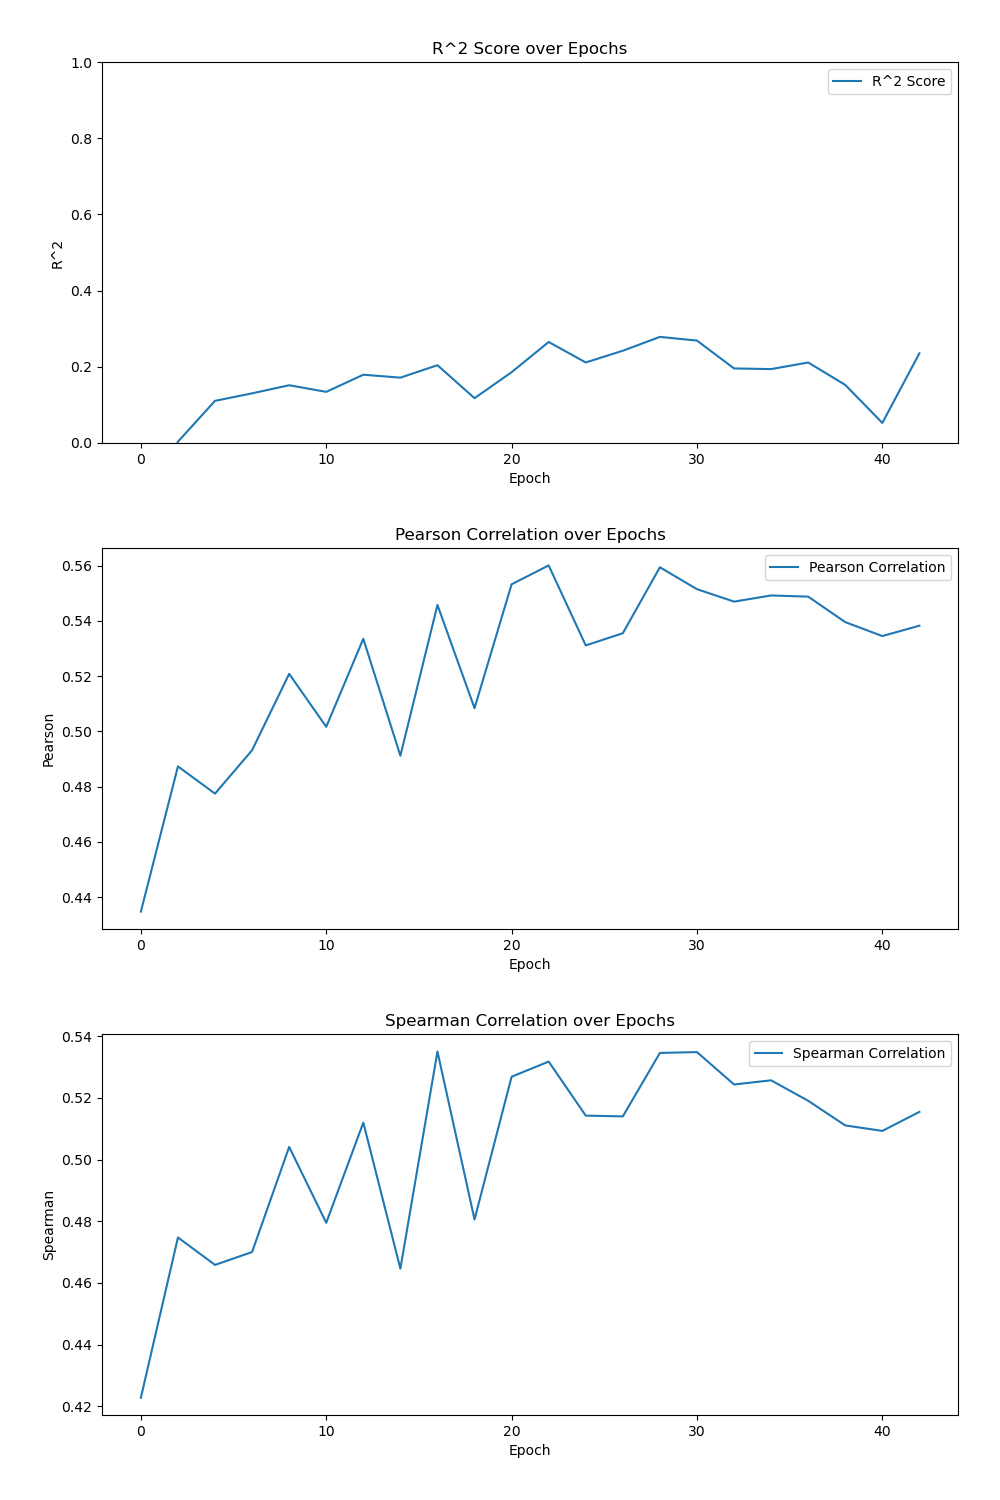 R^2 Score over Epochs
1.0
R^2 Score
0.8
0.6
R^2
0.4
0.2
0.0
0 10 20 30 40
Epoch
Pearson Correlation over Epochs
0.56
Pearson Correlation
0.54
0.52
0.50
Pearson
0.48
0.46
0.44
0 10 20 30 40
Epoch
Spearman Correlation over Epochs
0.54
Spearman Correlation
0.52
0.50
0.48
Spearman
0.46
0.44
0.42
0 10 20 30 40
Epoch